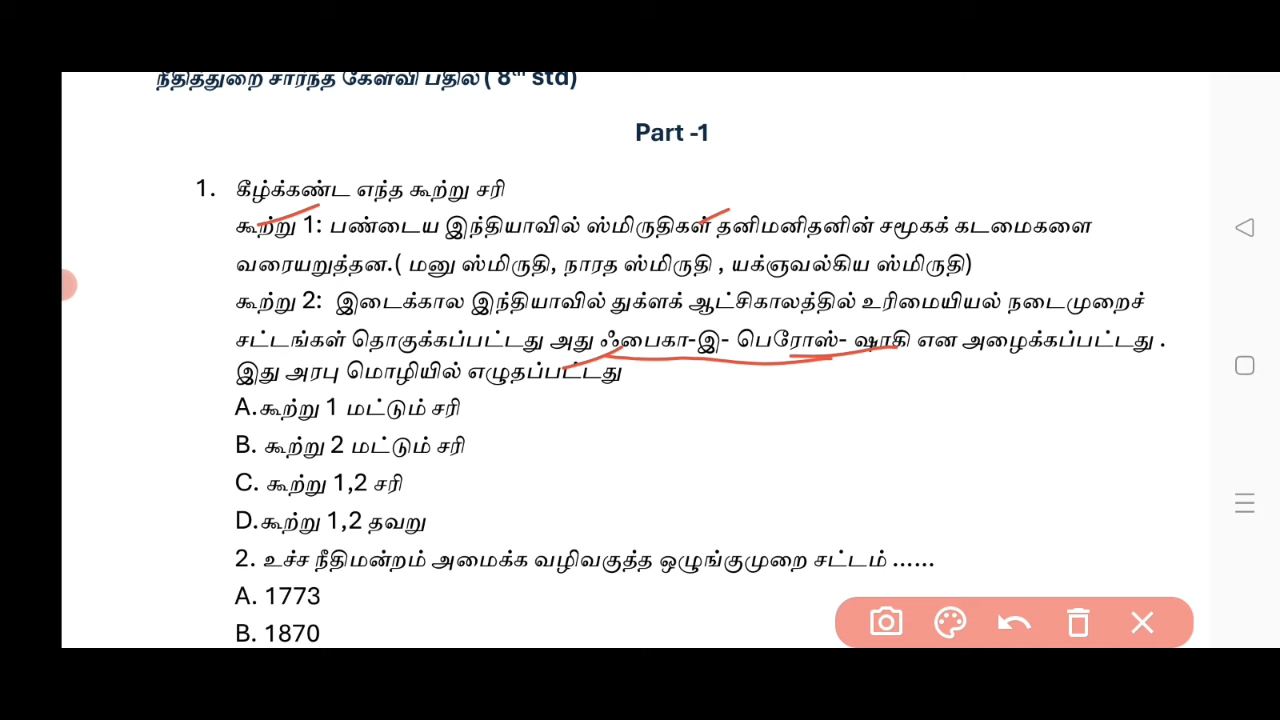 நீதித்துறை சார்ந்த கேள்வி பதில் ( 8th std)
Part -1
1. கீழ்க்கண்ட எந்த கூற்று சரி
கூற்று 1: பண்டைய இந்தியாவில் ஸ்மிருதிகள் தனிமனிதனின் சமூகக் கடமைகளை
வரையறுத்தன.( மனு ஸ்மிருதி, நாரத ஸ்மிருதி , யக்ஞவல்கிய ஸ்மிருதி)
கூற்று 2: இடைக்கால இந்தியாவில் துக்ளக் ஆட்சிகாலத்தில் உரிமையியல் நடைமுறைச்
சட்டங்கள் தொகுக்கப்பட்டது அது ஃபைகா-இ- பெரோஸ்- ஷாகி என அழைக்கப்பட்டது .
இது அரபு மொழியில் எழுதப்பட்டது
A.கூற்று 1 மட்டும் சரி
B. கூற்று 2 மட்டும் சரி
C. கூற்று 1,2 சரி
D.கூற்று 1,2 தவறு
2. உச்ச நீதிமன்றம் அமைக்க வழிவகுத்த ஒழுங்குமுறை சட்டம் ......
A. 1773
B. 1870